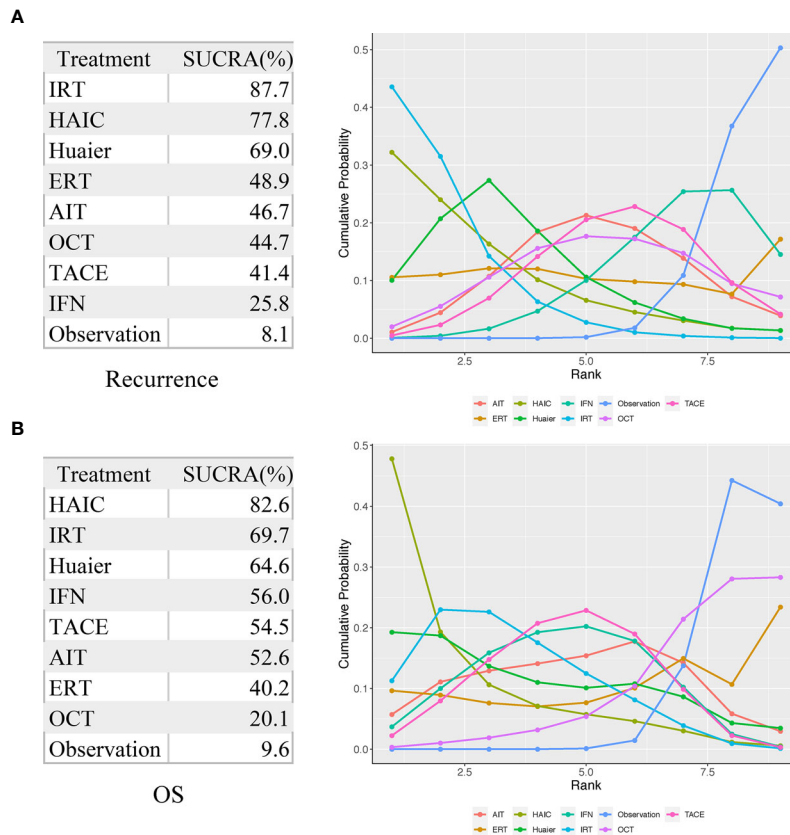 A
Treatment SUCRA(%)
IRT 87.7
HAIC 77.8
Huaier 69.0
ERT 48.9
AIT 46.7
OCT 44.7
TACE 41.4
IFN 25.8
Observation 8.1
Recurrence
0.5
0.4
0.3
0.2
0.1
0.0
Cumulative Probability
2.5 5.0 7.5
Rank
AIT HAIC IFN Observation TACE
ERT Huaier IRT OCT
B
Treatment SUCRA(%)
HAIC 82.6
IRT 69.7
Huaier 64.6
IFN 56.0
TACE 54.5
AIT 52.6
ERT 40.2
OCT 20.1
Observation 9.6
OS
0.5
0.4
0.3
0.2
0.1
0.0
Cumulative Probability
2.5 5.0 7.5
Rank
AIT HAIC IFN Observation TACE
ERT Huaier IRT OCT